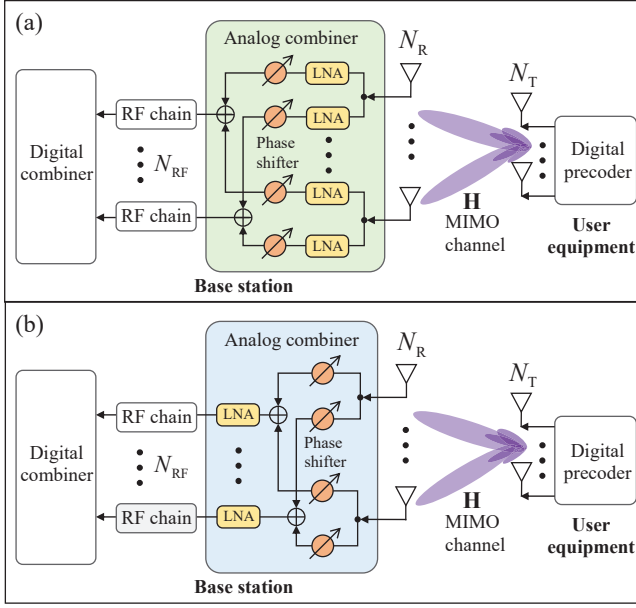 (a)
Analog combiner
N_R
N_T
LNA
RF chain
LNA
Digital
combiner
N_RF
Phase
shifter
Digital
precoder
H
MIMO
channel
RF chain
LNA
LNA
User
equipment
Base station
(b)
Analog combiner
N_R
N_T
RF chain
LNA
Digital
combiner
N_RF
Phase
shifter
Digital
precoder
H
MIMO
channel
RF chain
LNA
User
equipment
Base station